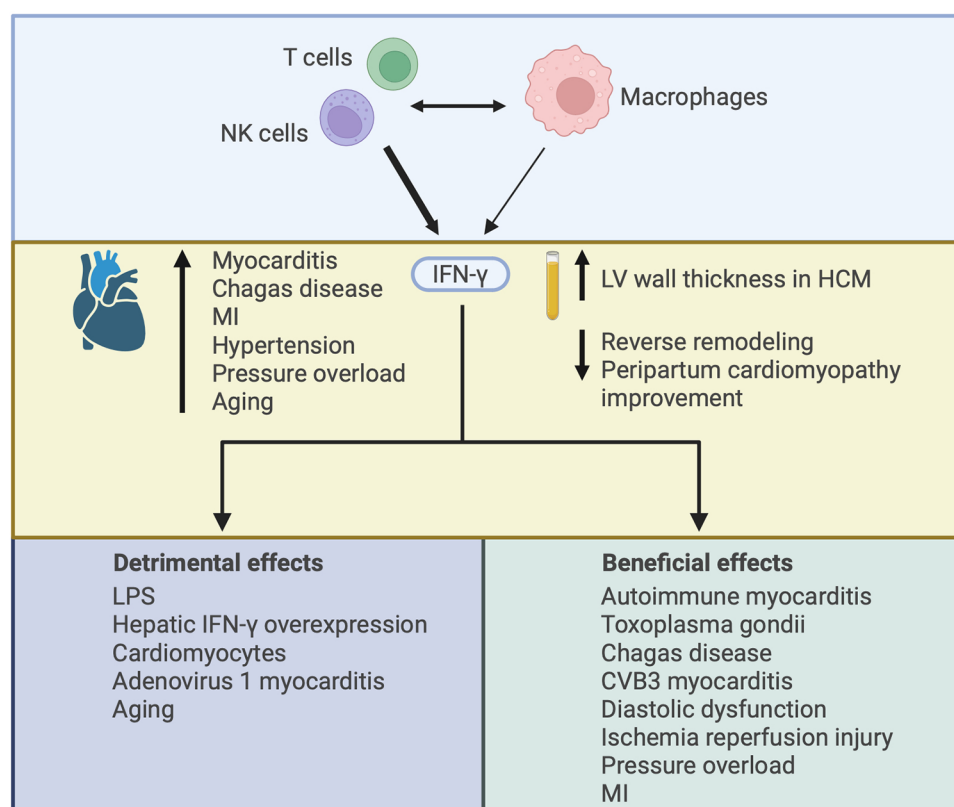 T cells
Macrophages
NK cells
Myocarditis
Chagas disease
MI
Hypertension
Pressure overload
Aging
IFN-γ
LV wall thickness in HCM
Reverse remodeling
Peripartum cardiomyopathy
improvement
Detrimental effects
LPS
Hepatic IFN-γ overexpression
Cardiomyocytes
Adenovirus 1 myocarditis
Aging
Beneficial effects
Autoimmune myocarditis
Toxoplasma gondii
Chagas disease
CVB3 myocarditis
Diastolic dysfunction
Ischemia reperfusion injury
Pressure overload
MI